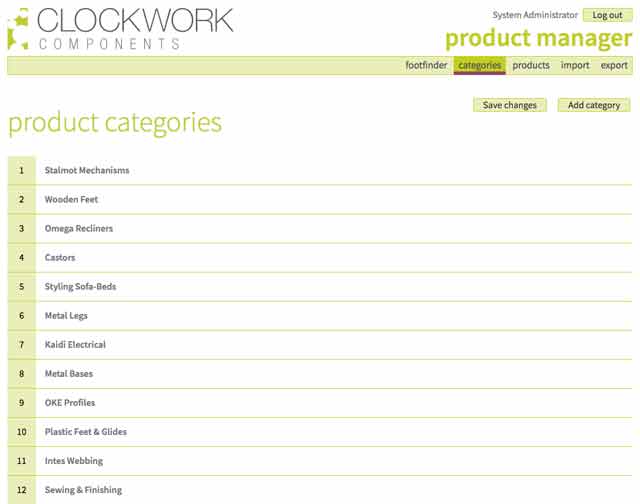 CLOCKWORK
COMPONENTS
System Administrator Log out
product manager
footfinder categories products import export
Save changes Add category
product categories
1 Stalmot Mechanisms
2 Wooden Feet
3 Omega Recliners
4 Castors
5 Styling Sofa-Beds
6 Metal Legs
7 Kaidi Electrical
8 Metal Bases
9 OKE Profiles
10 Plastic Feet & Glides
11 Intes Webbing
12 Sewing & Finishing